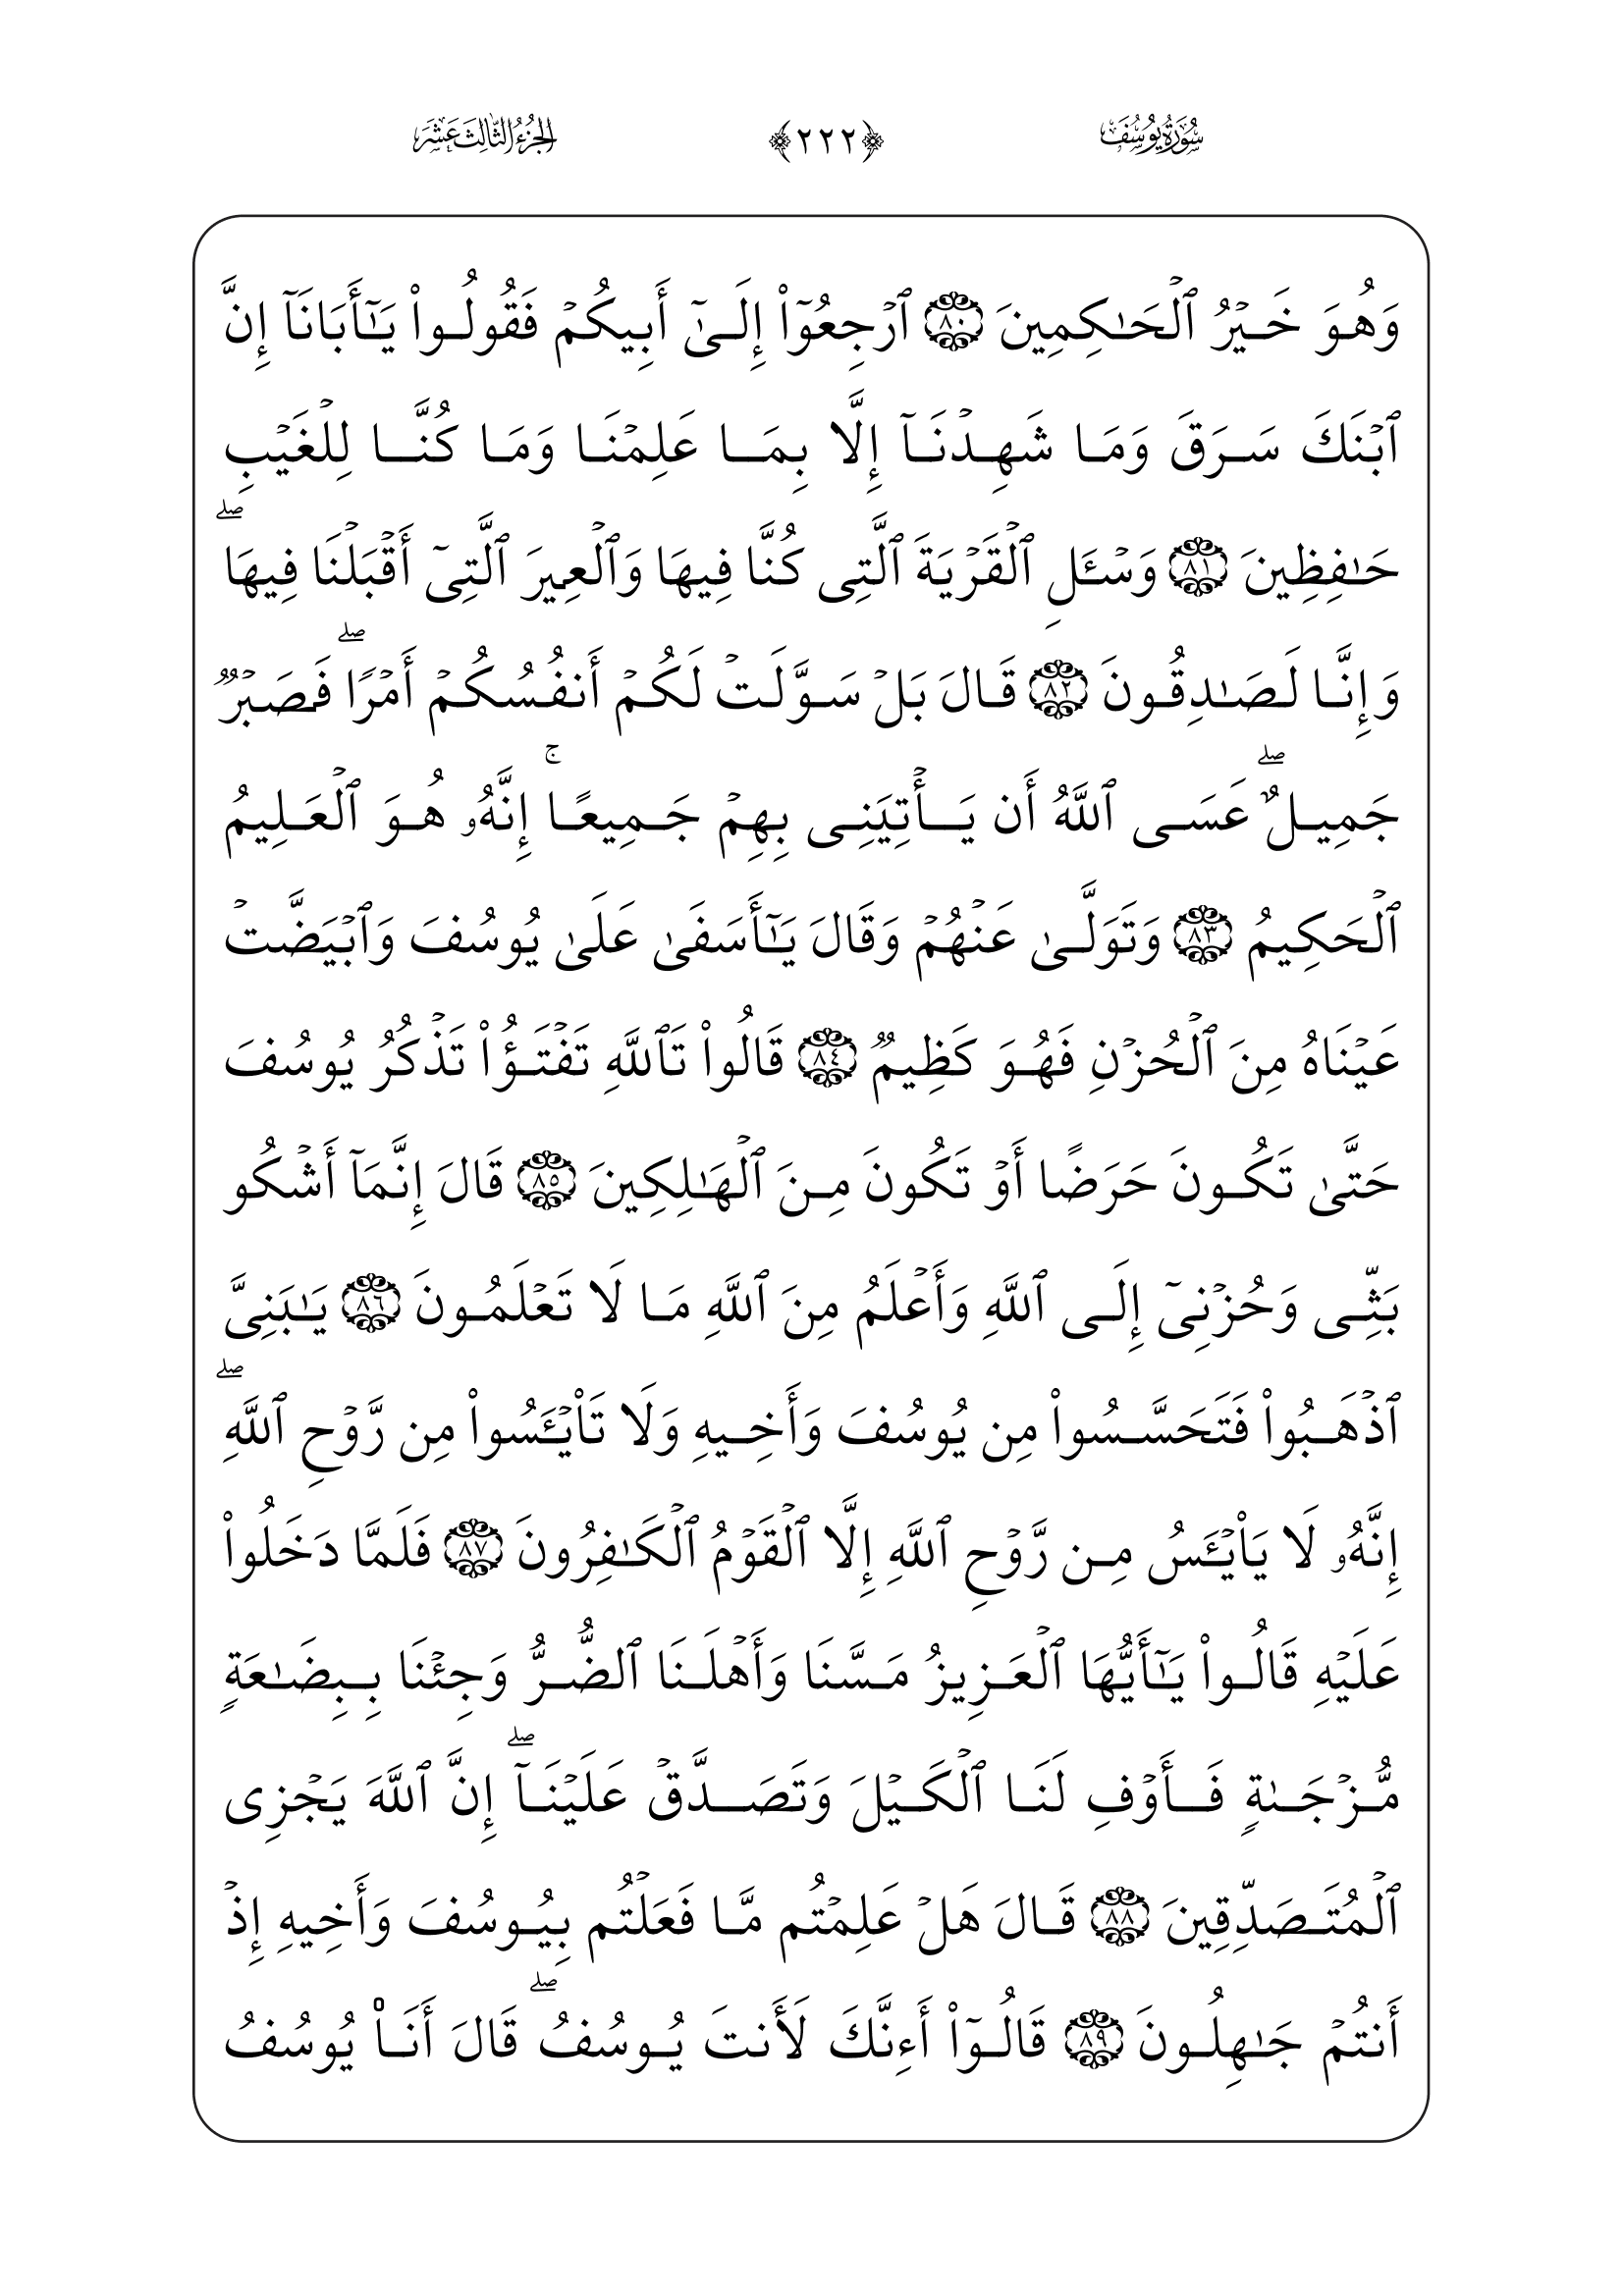 سُورَةُ يُوسُفَ ﴿٢٢٢﴾ الجُزْءُ الثَّالِثَ عَشَرَ
وَهُوَ خَيْرُ ٱلْحَـٰكِمِينَ ٨٠ ٱرْجِعُوٓا۟ إِلَىٰٓ أَبِيكُمْ فَقُولُوا۟ يَـٰٓأَبَانَآ إِنَّ
ٱبْنَكَ سَرَقَ وَمَا شَهِدْنَآ إِلَّا بِمَا عَلِمْنَا وَمَا كُنَّا لِلْغَيْبِ
حَـٰفِظِينَ ٨١ وَسْـَٔلِ ٱلْقَرْيَةَ ٱلَّتِى كُنَّا فِيهَا وَٱلْعِيرَ ٱلَّتِىٓ أَقْبَلْنَا فِيهَا ۖ
وَإِنَّا لَصَـٰدِقُونَ ٨٢ قَالَ بَلْ سَوَّلَتْ لَكُمْ أَنفُسُكُمْ أَمْرًا ۖ فَصَبْرٌ
جَمِيلٌ ۖ عَسَى ٱللَّهُ أَن يَأْتِيَنِى بِهِمْ جَمِيعًا ۚ إِنَّهُۥ هُوَ ٱلْعَلِيمُ
ٱلْحَكِيمُ ٨٣ وَتَوَلَّىٰ عَنْهُمْ وَقَالَ يَـٰٓأَسَفَىٰ عَلَىٰ يُوسُفَ وَٱبْيَضَّتْ
عَيْنَاهُ مِنَ ٱلْحُزْنِ فَهُوَ كَظِيمٌ ٨٤ قَالُوا۟ تَٱللَّهِ تَفْتَؤُا۟ تَذْكُرُ يُوسُفَ
حَتَّىٰ تَكُونَ حَرَضًا أَوْ تَكُونَ مِنَ ٱلْهَـٰلِكِينَ ٨٥ قَالَ إِنَّمَآ أَشْكُو
بَثِّى وَحُزْنِىٓ إِلَى ٱللَّهِ وَأَعْلَمُ مِنَ ٱللَّهِ مَا لَا تَعْلَمُونَ ٨٦ يَـٰبَنِىَّ
ٱذْهَبُوا۟ فَتَحَسَّسُوا۟ مِن يُوسُفَ وَأَخِيهِ وَلَا تَا۟يْـَٔسُوا۟ مِن رَّوْحِ ٱللَّهِ ۖ
إِنَّهُۥ لَا يَا۟يْـَٔسُ مِن رَّوْحِ ٱللَّهِ إِلَّا ٱلْقَوْمُ ٱلْكَـٰفِرُونَ ٨٧ فَلَمَّا دَخَلُوا۟
عَلَيْهِ قَالُوا۟ يَـٰٓأَيُّهَا ٱلْعَزِيزُ مَسَّنَا وَأَهْلَنَا ٱلضُّرُّ وَجِئْنَا بِبِضَـٰعَةٍ
مُّزْجَىٰةٍ فَأَوْفِ لَنَا ٱلْكَيْلَ وَتَصَدَّقْ عَلَيْنَآ ۖ إِنَّ ٱللَّهَ يَجْزِى
ٱلْمُتَصَدِّقِينَ ٨٨ قَالَ هَلْ عَلِمْتُم مَّا فَعَلْتُم بِيُوسُفَ وَأَخِيهِ إِذْ
أَنتُمْ جَـٰهِلُونَ ٨٩ قَالُوٓا۟ أَءِنَّكَ لَأَنتَ يُوسُفُ ۖ قَالَ أَنَا۠ يُوسُفُ